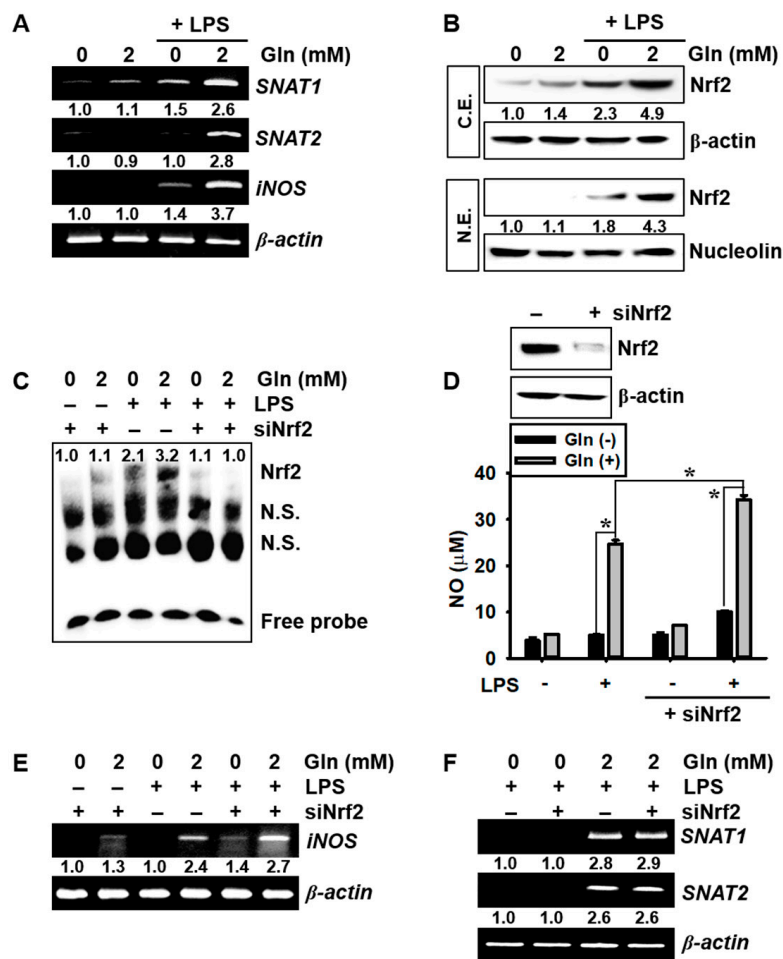 A
+ LPS
0 2 0 2 Gln (mM)
SNAT1
1.0 1.1 1.5 2.6
SNAT2
1.0 0.9 1.0 2.8
iNOS
1.0 1.0 1.4 3.7
β-actin
B
+ LPS
0 2 0 2 Gln (mM)
C.E.
Nrf2
1.0 1.4 2.3 4.9
β-actin
N.E.
Nrf2
1.0 1.1 1.8 4.3
Nucleolin
C
0 2 0 2 0 2 Gln (mM)
– – + + + + LPS
+ + – – + + siNrf2
1.0 1.1 2.1 3.2 1.1 1.0
Nrf2
N.S.
N.S.
Free probe
D
– + siNrf2
Nrf2
β-actin
Gln (-)
Gln (+)
NO (μM)
40
30
20
10
0
* * *
LPS - + - +
+ siNrf2
E
0 2 0 2 0 2 Gln (mM)
– – + + + + LPS
+ + – – + + siNrf2
iNOS
1.0 1.3 1.0 2.4 1.4 2.7
β-actin
F
0 0 2 2 Gln (mM)
+ + + + LPS
– + – + siNrf2
SNAT1
1.0 1.0 2.8 2.9
SNAT2
1.0 1.0 2.6 2.6
β-actin